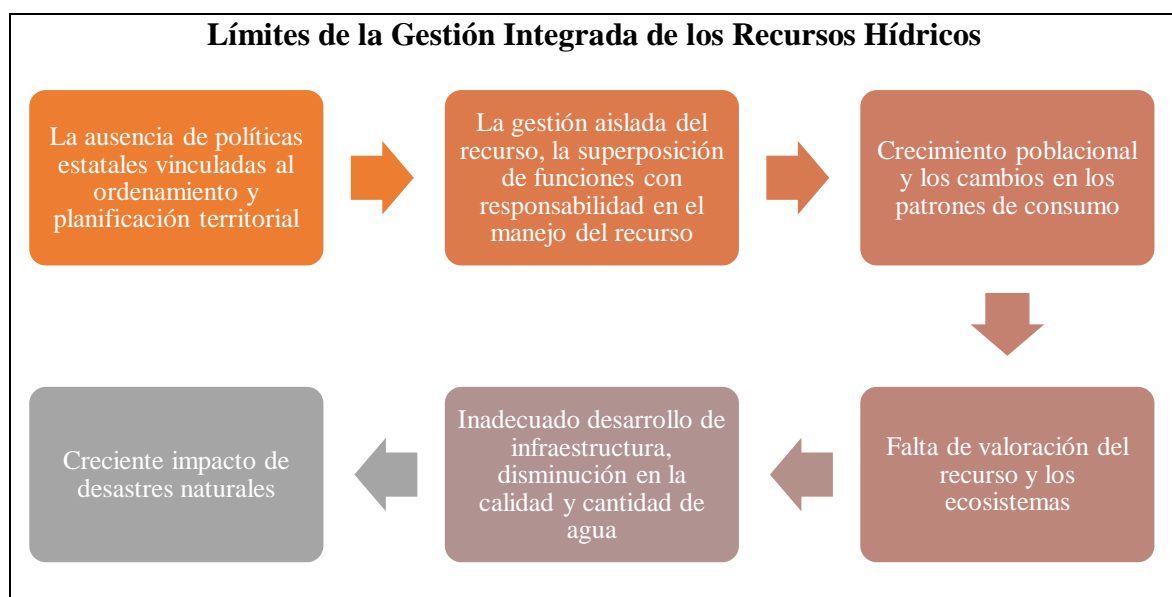 Límites de la Gestión Integrada de los Recursos Hídricos
La ausencia de políticas
estatales vinculadas al
ordenamiento y
planificación territorial
La gestión aislada del
recurso, la superposición
de funciones con
responsabilidad en el
manejo del recurso
Crecimiento poblacional
y los cambios en los
patrones de consumo
Falta de valoración del
recurso y los
ecosistemas
Inadecuado desarrollo de
infraestructura,
disminución en la
calidad y cantidad de
agua
Creciente impacto de
desastres naturales